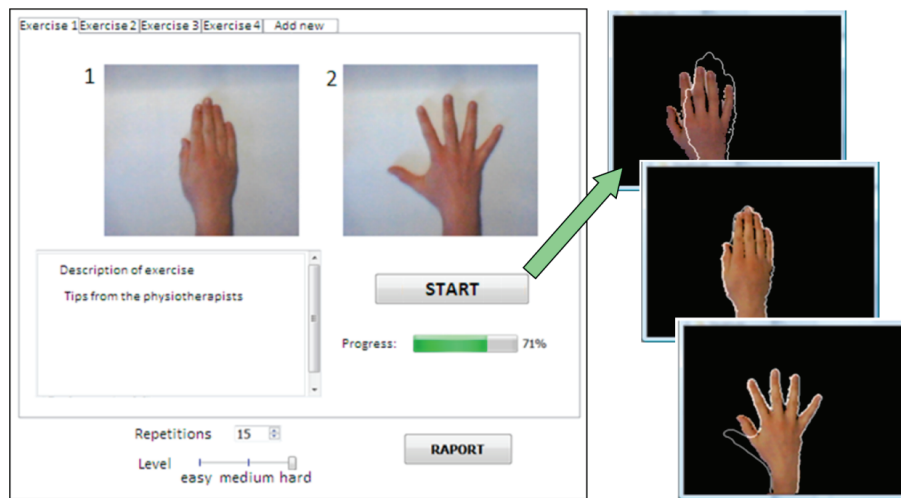 Exercise 1 Exercise 2 Exercise 3 Exercise 4 Add new
1 2
Description of exercise
Tips from the physiotherapists
START
Progress: 71%
Repetitions 15
RAPORT
Level
easy medium hard